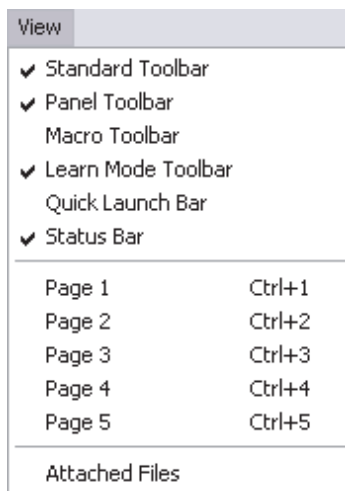 View
Standard Toolbar
Panel Toolbar
Macro Toolbar
Learn Mode Toolbar
Quick Launch Bar
Status Bar
Page 1 Ctrl+1
Page 2 Ctrl+2
Page 3 Ctrl+3
Page 4 Ctrl+4
Page 5 Ctrl+5
Attached Files